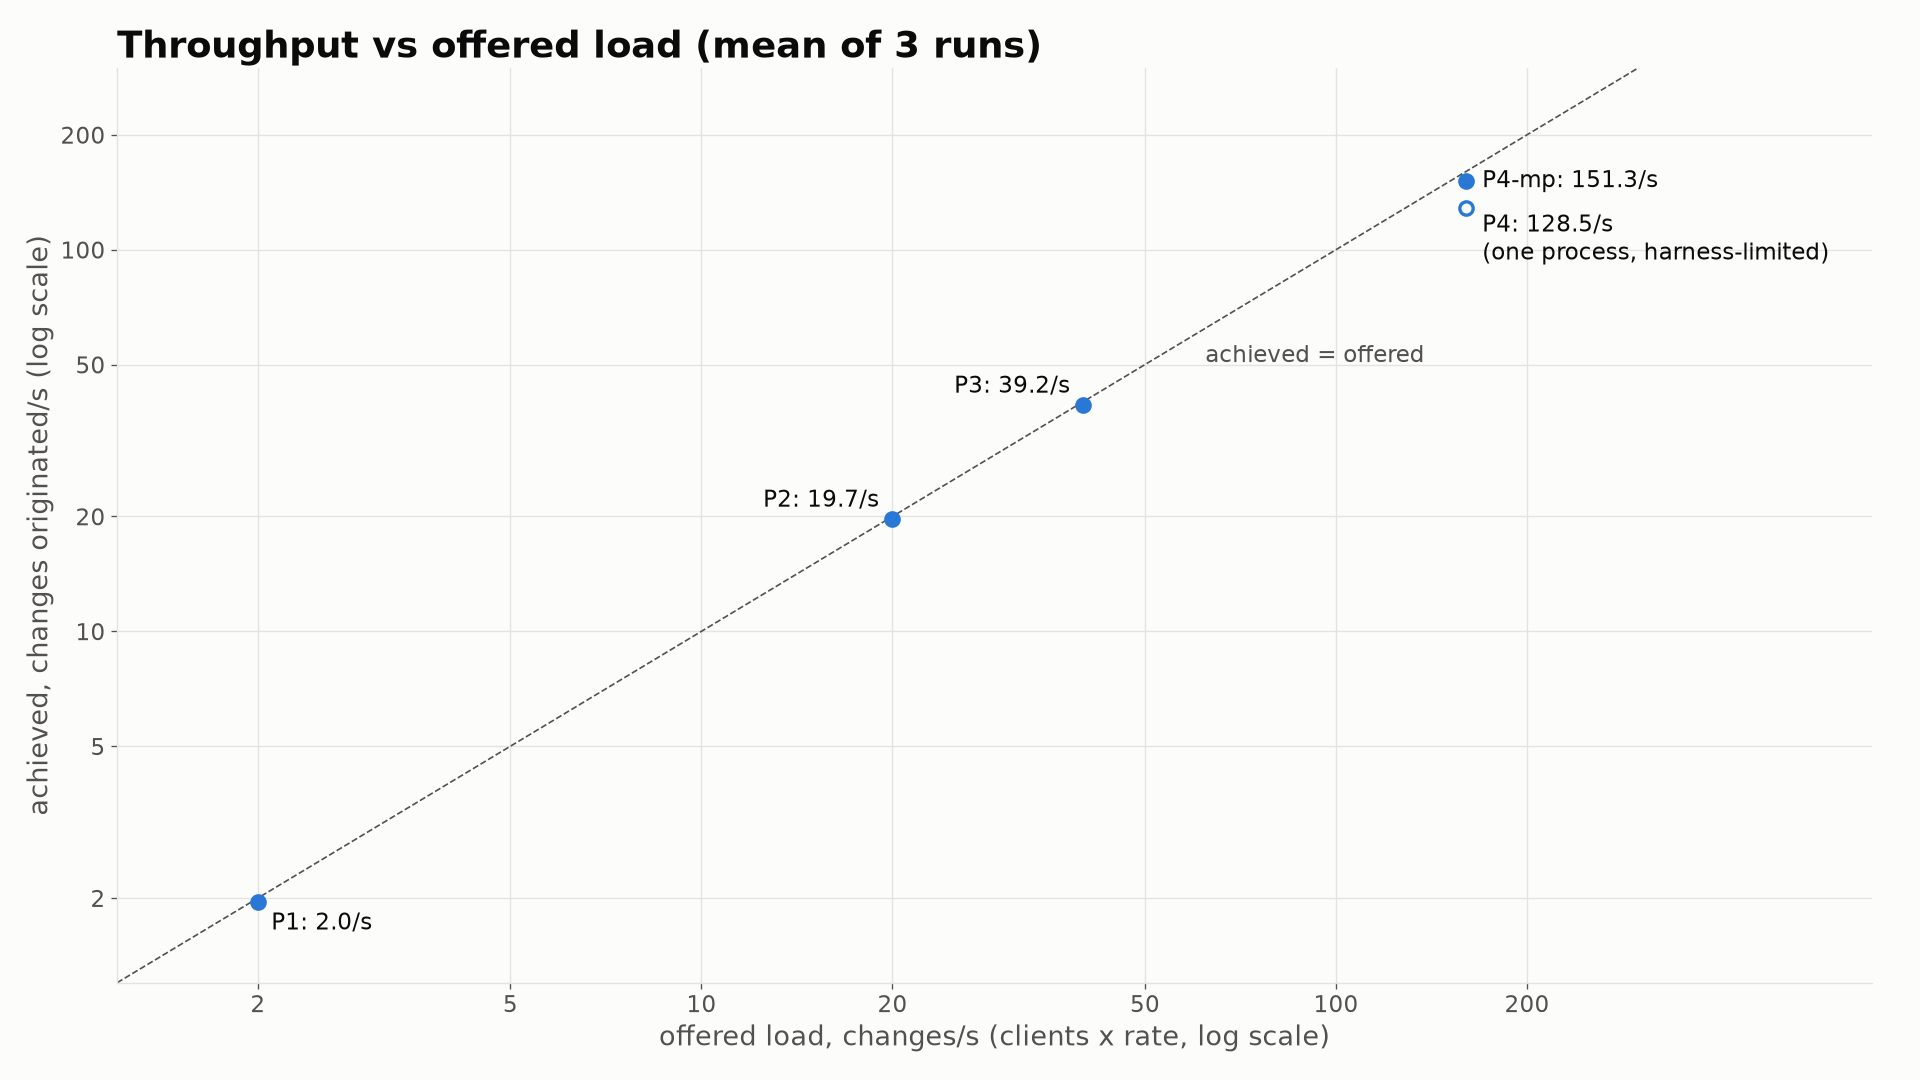 Throughput vs offered load (mean of 3 runs)
achieved, changes originated/s (log scale)
200
100
50
20
10
5
2
P4-mp: 151.3/s
P4: 128.5/s
(one process, harness-limited)
achieved = offered
P3: 39.2/s
P2: 19.7/s
P1: 2.0/s
2
5
10
20
50
100
200
offered load, changes/s (clients x rate, log scale)